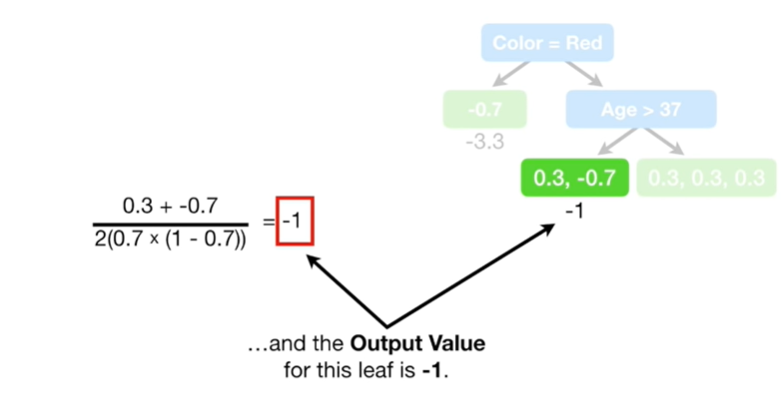 Color = Red
-0.7
Age > 37
-3.3
0.3, -0.7
0.3, 0.3, 0.3
-1
0.3 + -0.7
2(0.7 × (1 - 0.7))
= -1
…and the Output Value
for this leaf is -1.